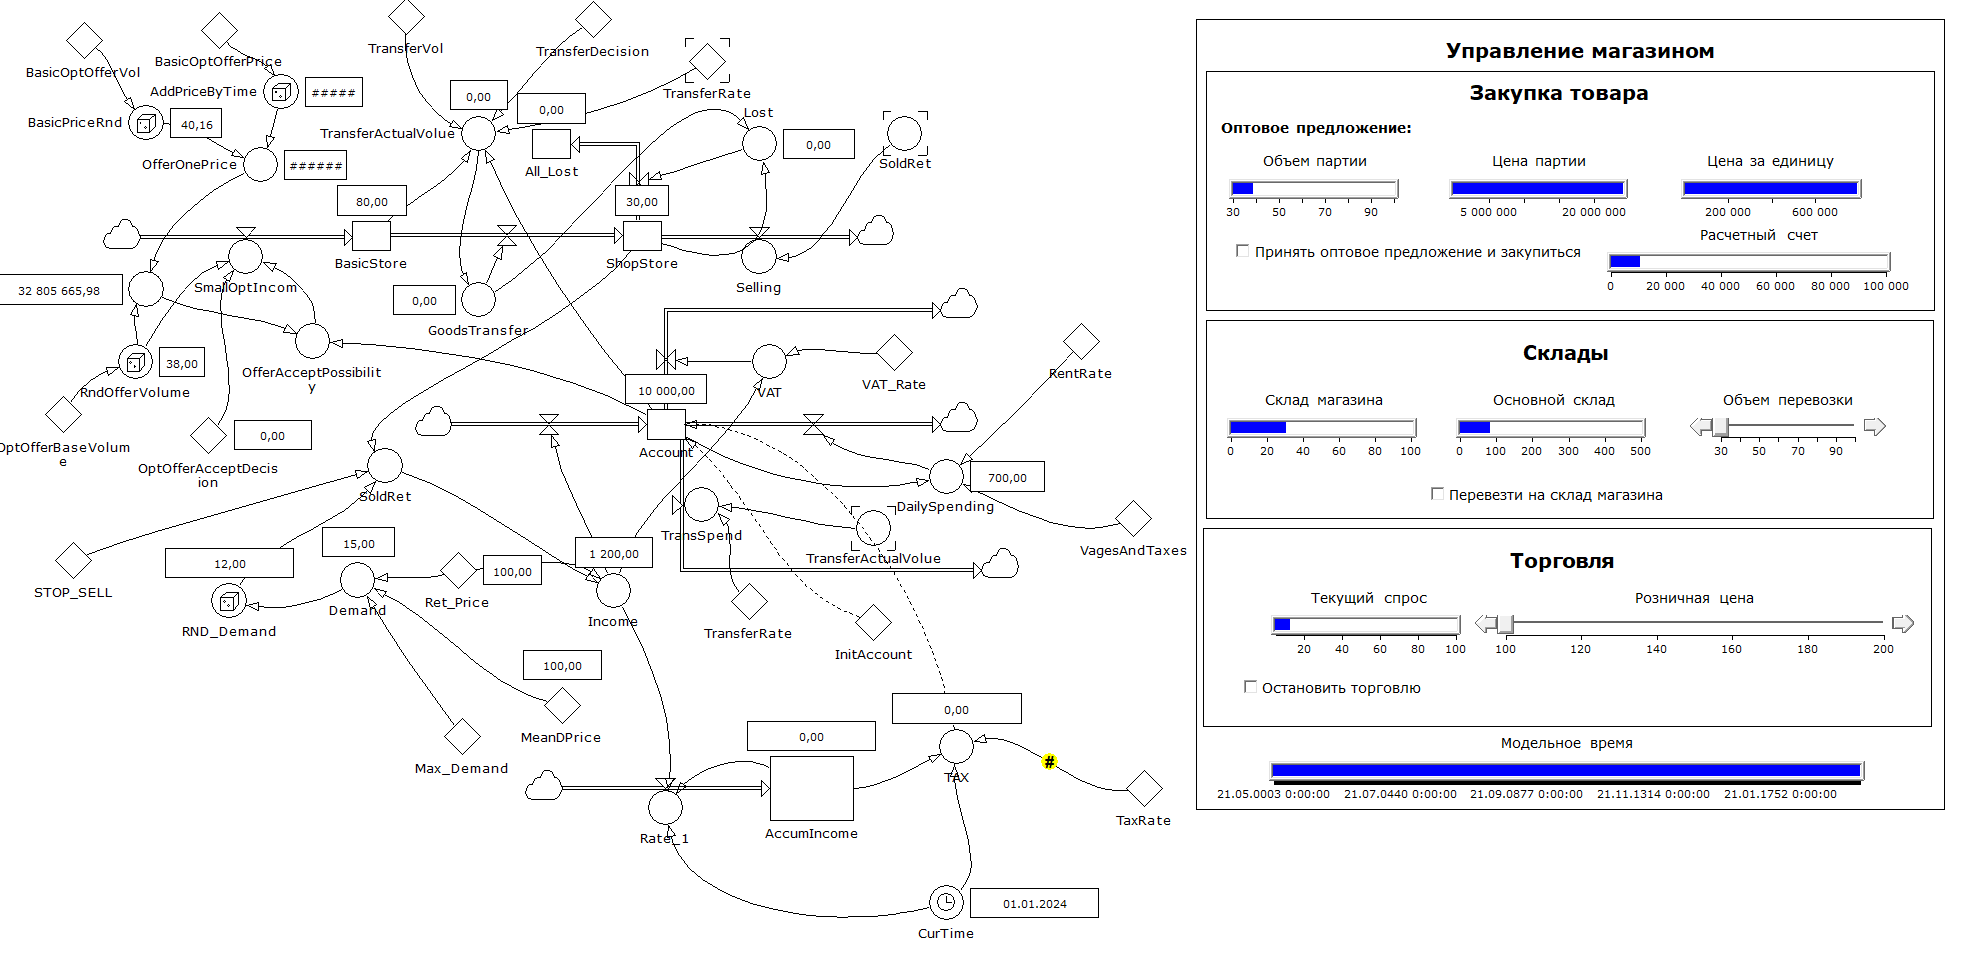 TransferVol
TransferDecision
BasicOptOfferVol
BasicOptOfferPrice
AddPriceByTime
#####
TransferRate
BasicPriceRnd
40,16
0,00
0,00
Lost
TransferActualVolue
OfferOnePrice
######
All_Lost
0,00
SoldRet
80,00
30,00
BasicStore
ShopStore
Selling
SmallOptIncom
32 805 665,98
0,00
GoodsTransfer
38,00
RndOfferVolume
OfferAcceptPossibilit
y
10 000,00
VAT
VAT_Rate
RentRate
OptOfferBaseVolum
e
0,00
OptOfferAcceptDecis
ion
Account
SoldRet
700,00
DailySpending
TransSpend
TransferActualVolue
VagesAndTaxes
STOP_SELL
12,00
15,00
1 200,00
100,00
RND_Demand
Demand
Ret_Price
Income
TransferRate
InitAccount
100,00
MeanDPrice
Max_Demand
0,00
0,00
TAX
#
TaxRate
AccumIncome
Rate_1
01.01.2024
CurTime
Управление магазином
Закупка товара
Оптовое предложение:
Объем партии
Цена партии
Цена за единицу
30 50 70 90
5 000 000 20 000 000
200 000 600 000
Расчетный счет
Принять оптовое предложение и закупиться
0 20 000 40 000 60 000 80 000 100 000
Склады
Склад магазина
Основной склад
Объем перевозки
0 20 40 60 80 100
0 100 200 300 400 500
30 50 70 90
Перевезти на склад магазина
Торговля
Текущий спрос
Розничная цена
20 40 60 80 100
100 120 140 160 180 200
Остановить торговлю
Модельное время
21.05.0003 0:00:00 21.07.0440 0:00:00 21.09.0877 0:00:00 21.11.1314 0:00:00 21.01.1752 0:00:00